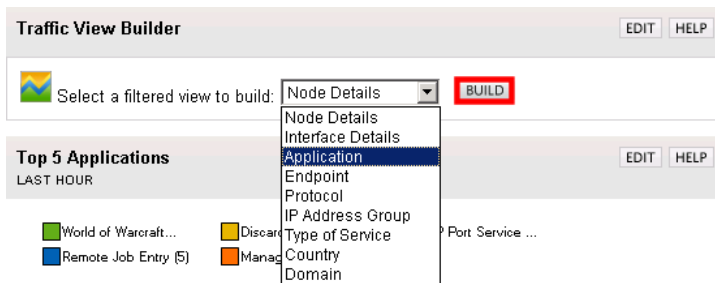 Traffic View Builder EDIT HELP
Select a filtered view to build: Node Details BUILD
Node Details
Interface Details
Application
Endpoint
Protocol
IP Address Group
Type of Service
Country
Domain
Top 5 Applications EDIT HELP
LAST HOUR
World of Warcraft... Port Service ...
Remote Job Entry (5)